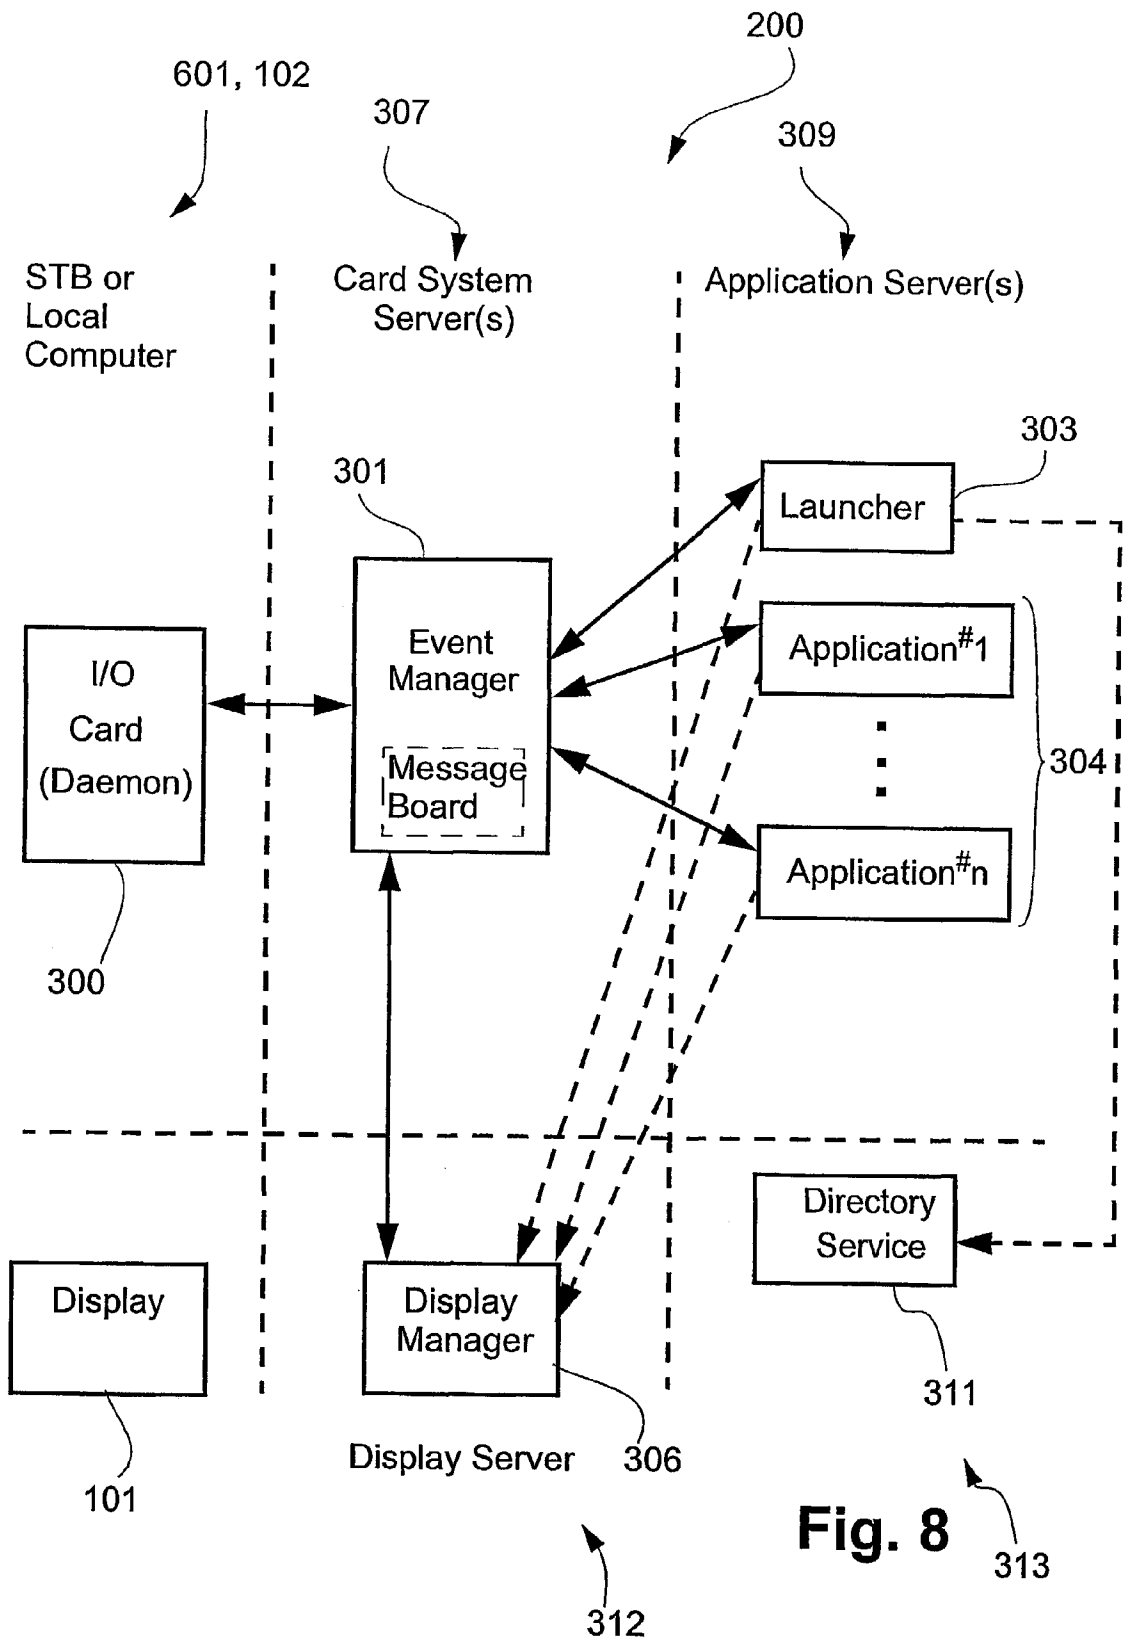 200
601, 102
307
309
STB or
Local
Computer
Card System
Server(s)
Application Server(s)
303
301
Launcher
Event
Manager
Message
Board
I/O
Card
(Daemon)
Application#1
304
Application#n
300
Directory
Service
Display
Display
Manager
311
Display Server
306
101
Fig. 8
313
312